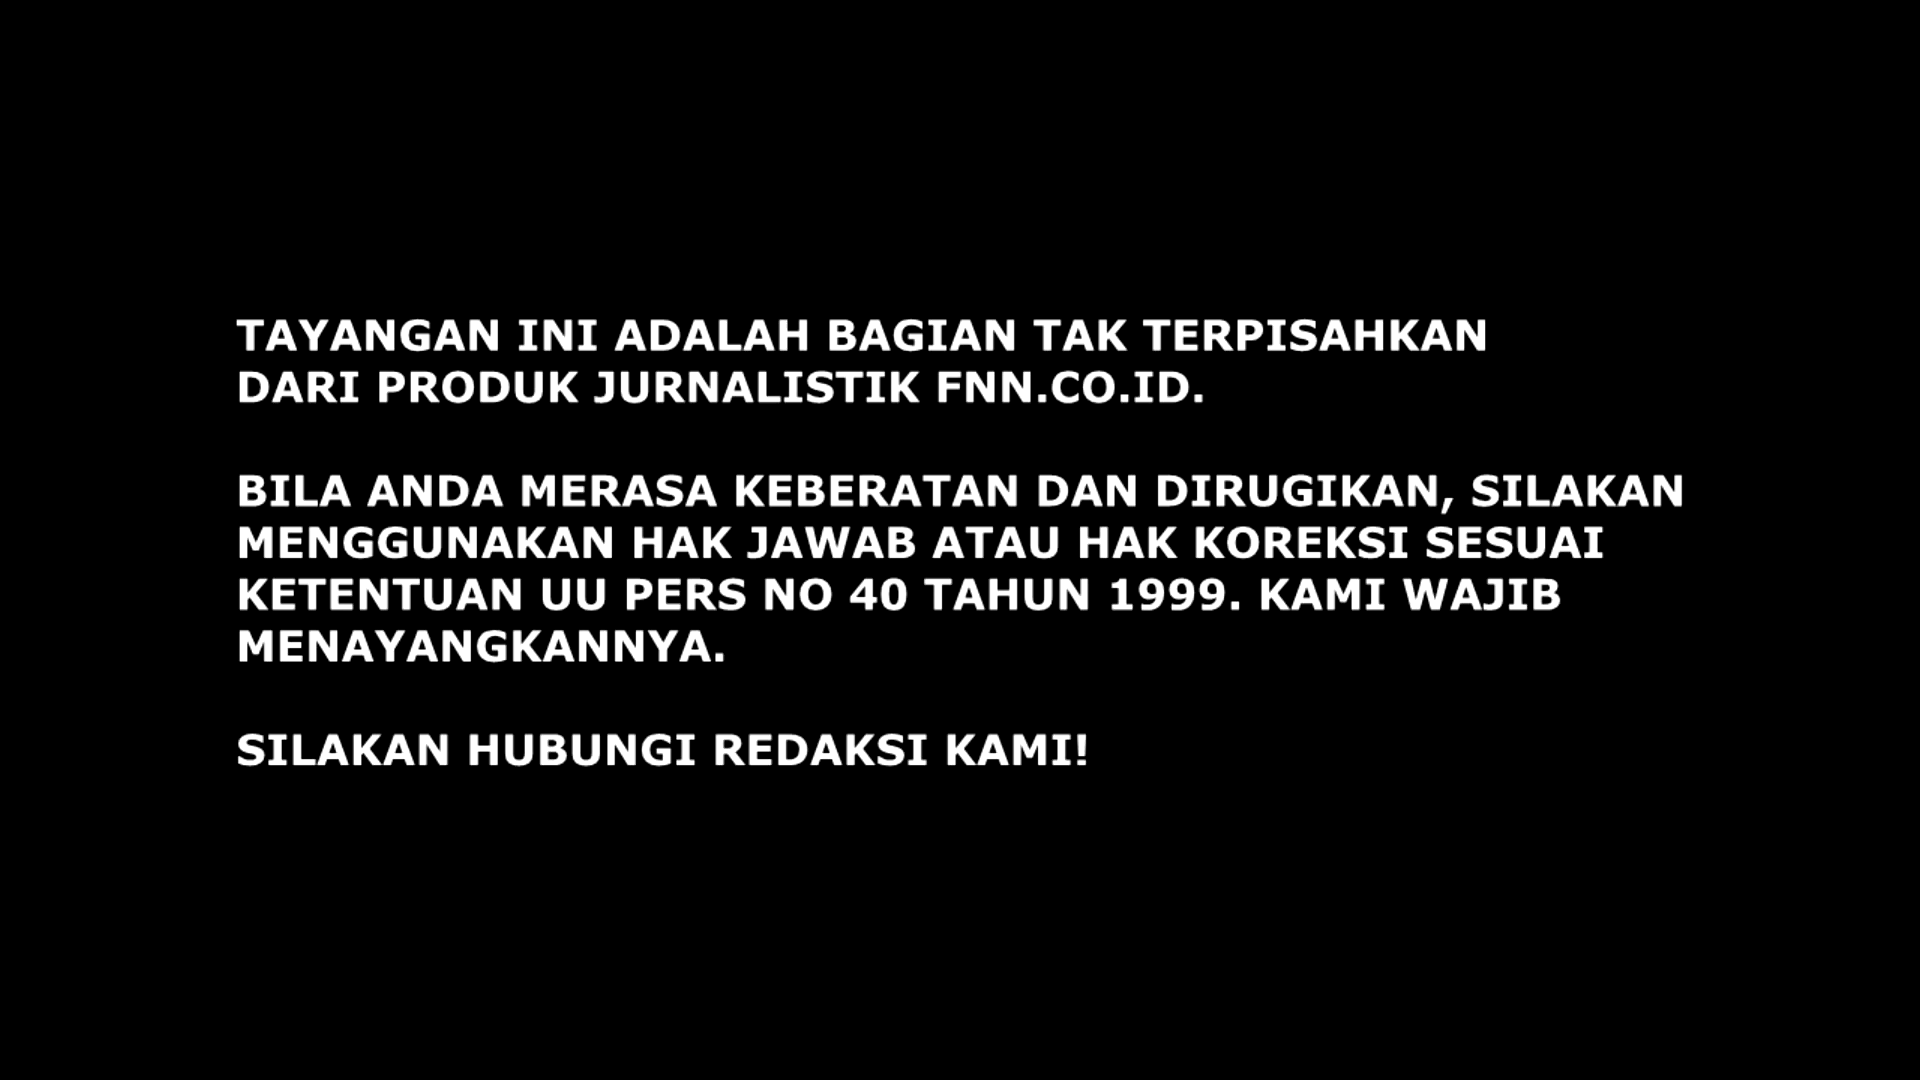 TAYANGAN INI ADALAH BAGIAN TAK TERPISAHKAN
DARI PRODUK JURNALISTIK FNN.CO.ID.
BILA ANDA MERASA KEBERATAN DAN DIRUGIKAN, SILAKAN
MENGGUNAKAN HAK JAWAB ATAU HAK KOREKSI SESUAI
KETENTUAN UU PERS NO 40 TAHUN 1999. KAMI WAJIB
MENAYANGKANNYA.
SILAKAN HUBUNGI REDAKSI KAMI!